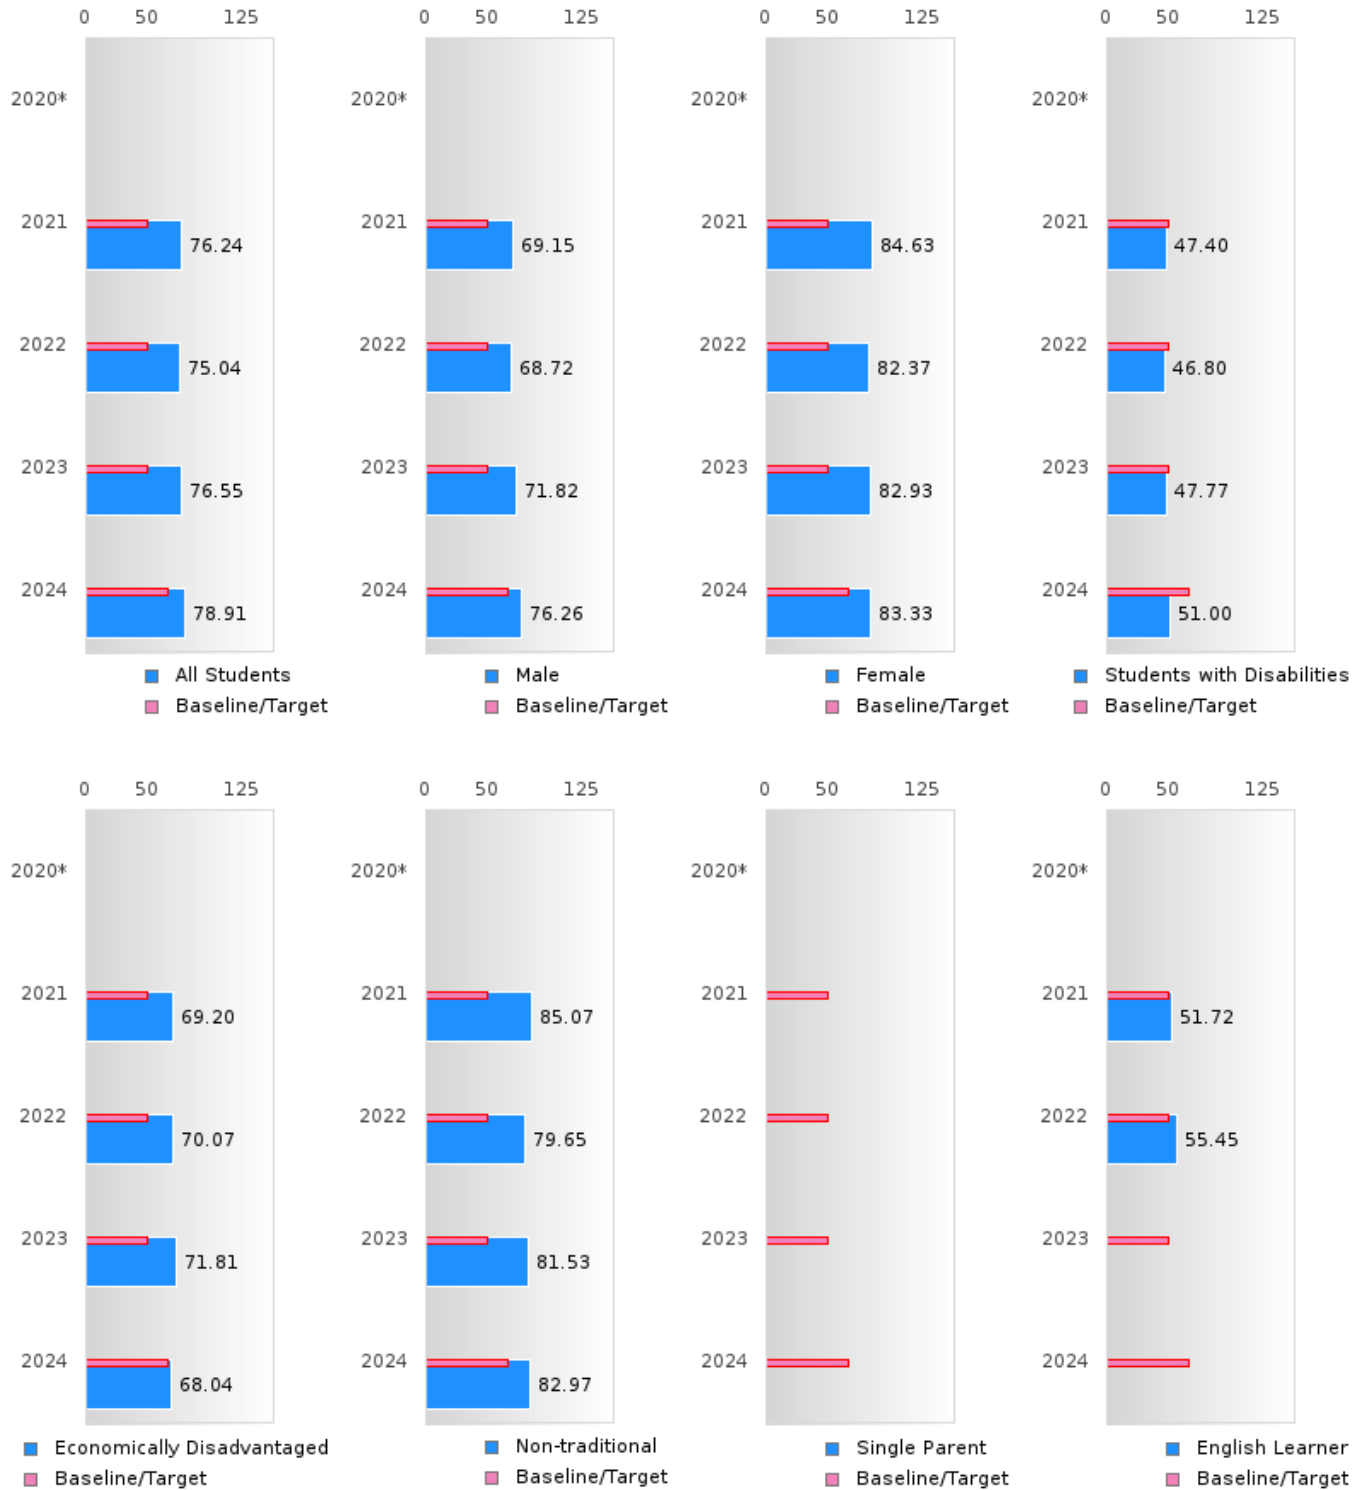 0 50 125 0 50 125 0 50 125 0 50 125
2020* 2020* 2020* 2020*
2021 2021 2021 2021
76.24 69.15 84.63 47.40
2022 2022 2022 2022
75.04 68.72 82.37 46.80
2023 2023 2023 2023
76.55 71.82 82.93 47.77
2024 2024 2024 2024
78.91 76.26 83.33 51.00
All Students Male Female Students with Disabilities
Baseline/Target Baseline/Target Baseline/Target Baseline/Target
0 50 125 0 50 125 0 50 125 0 50 125
2020* 2020* 2020* 2020*
2021 2021 2021 2021
69.20 85.07 51.72
2022 2022 2022 2022
70.07 79.65 55.45
2023 2023 2023 2023
71.81 81.53
2024 2024 2024 2024
68.04 82.97
Economically Disadvantaged Non-traditional Single Parent English Learner
Baseline/Target Baseline/Target Baseline/Target Baseline/Target